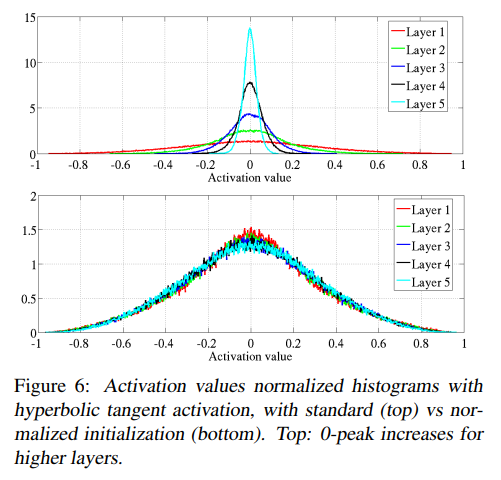 15
10
5
0
-1 -0.8 -0.6 -0.4 -0.2 0 0.2 0.4 0.6 0.8 1
Activation value
Layer 1
Layer 2
Layer 3
Layer 4
Layer 5
2
1.5
1
0.5
0
-1 -0.8 -0.6 -0.4 -0.2 0 0.2 0.4 0.6 0.8 1
Activation value
Layer 1
Layer 2
Layer 3
Layer 4
Layer 5
Figure 6: Activation values normalized histograms with
hyperbolic tangent activation, with standard (top) vs nor-
malized initialization (bottom). Top: 0-peak increases for
higher layers.